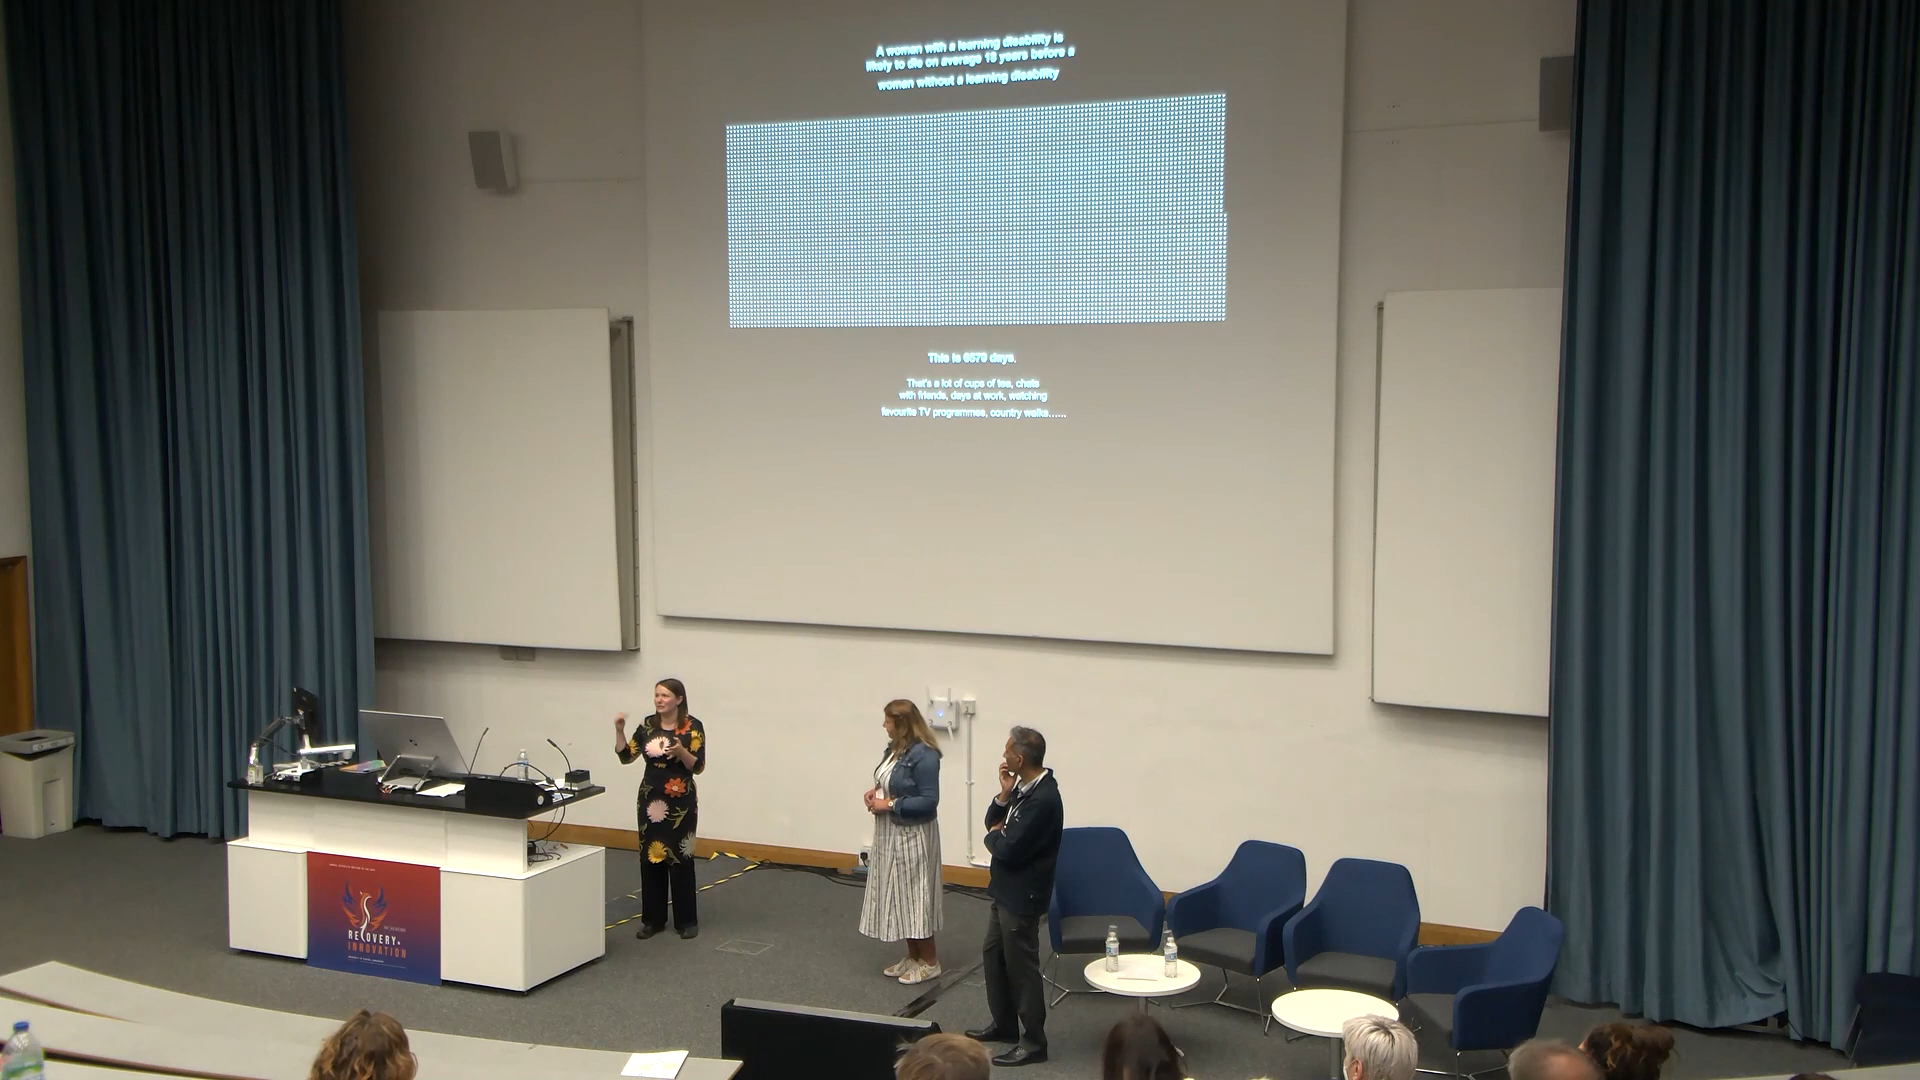 A woman with a learning disability is
likely to die on average 18 years before a
woman without a learning disability
This is 6570 days.
That's a lot of cups of tea, chats
with friends, days at work, watching
favourite TV programmes, country walks......
RECOVERY &
INNOVATION